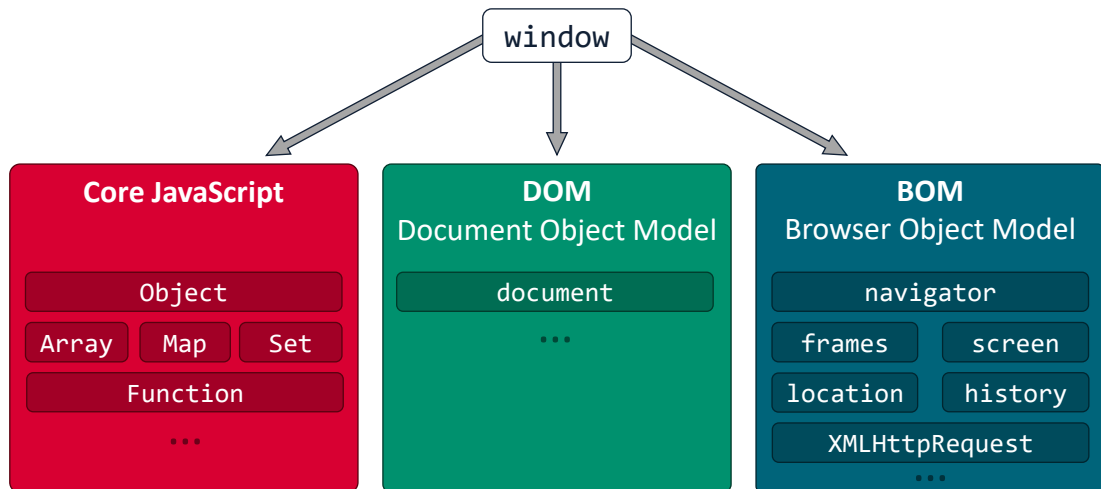 window
Core JavaScript
Object
Array Map Set
Function
...
DOM
Document Object Model
document
...
BOM
Browser Object Model
navigator
frames screen
location history
XMLHttpRequest
...